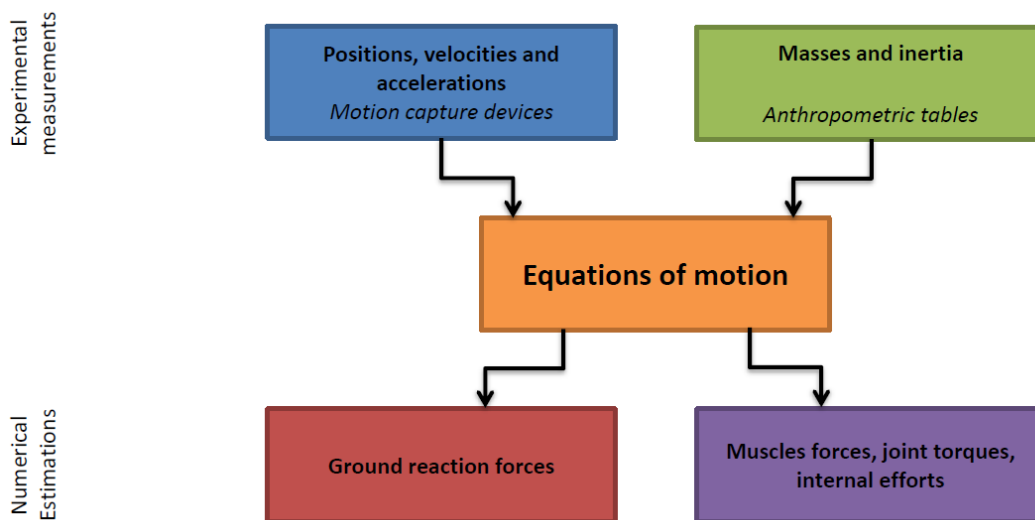 Experimental
measurements
Positions, velocities and
accelerations
Motion capture devices
Masses and inertia
Anthropometric tables
Equations of motion
Numerical
Estimations
Ground reaction forces
Muscles forces, joint torques,
internal efforts